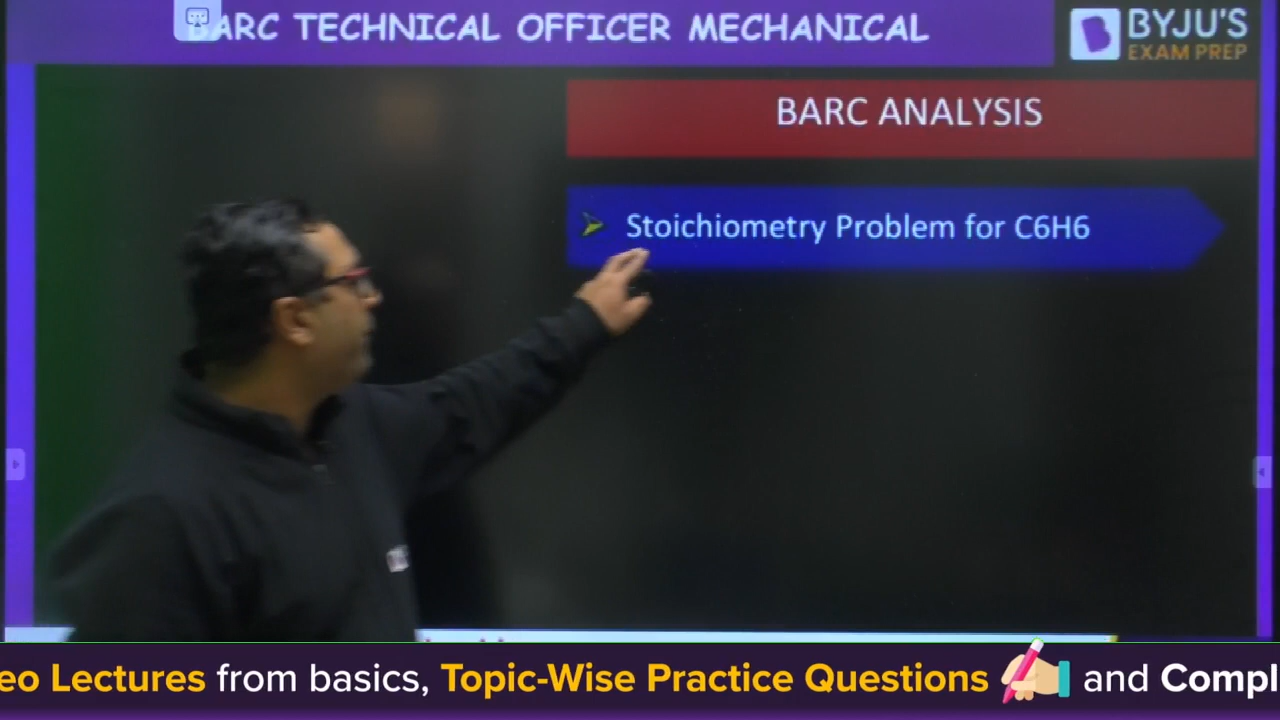 BARC TECHNICAL OFFICER MECHANICAL
BYJU'S
EXAM PREP
BARC ANALYSIS
Stoichiometry Problem for C6H6
eo Lectures from basics, Topic-Wise Practice Questions and Compl